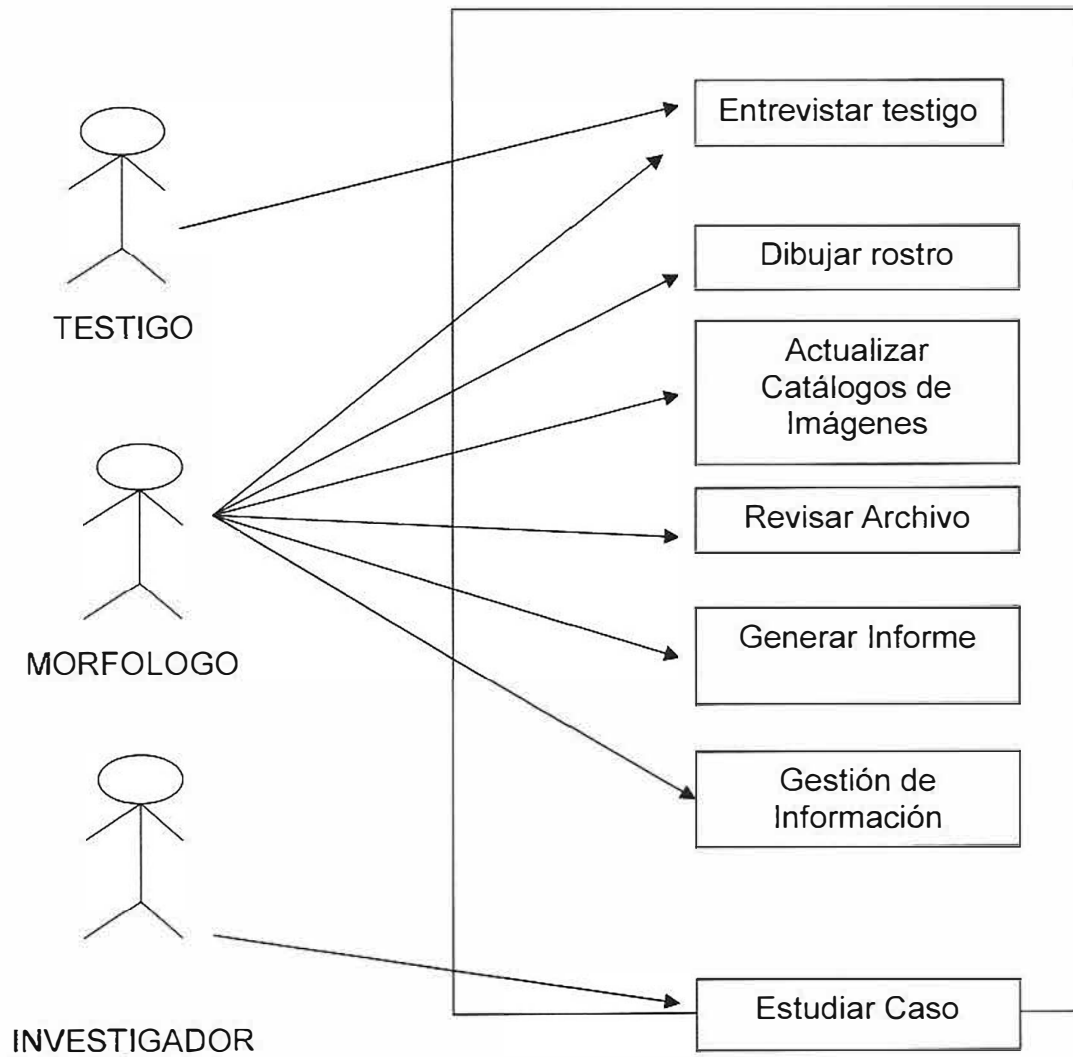 Entrevistar testigo
Dibujar rostro
TESTIGO
Actualizar
Catálogos de
Imágenes
Revisar Archivo
Generar Informe
MORFOLOGO
Gestión de
Información
Estudiar Caso
INVESTIGADOR